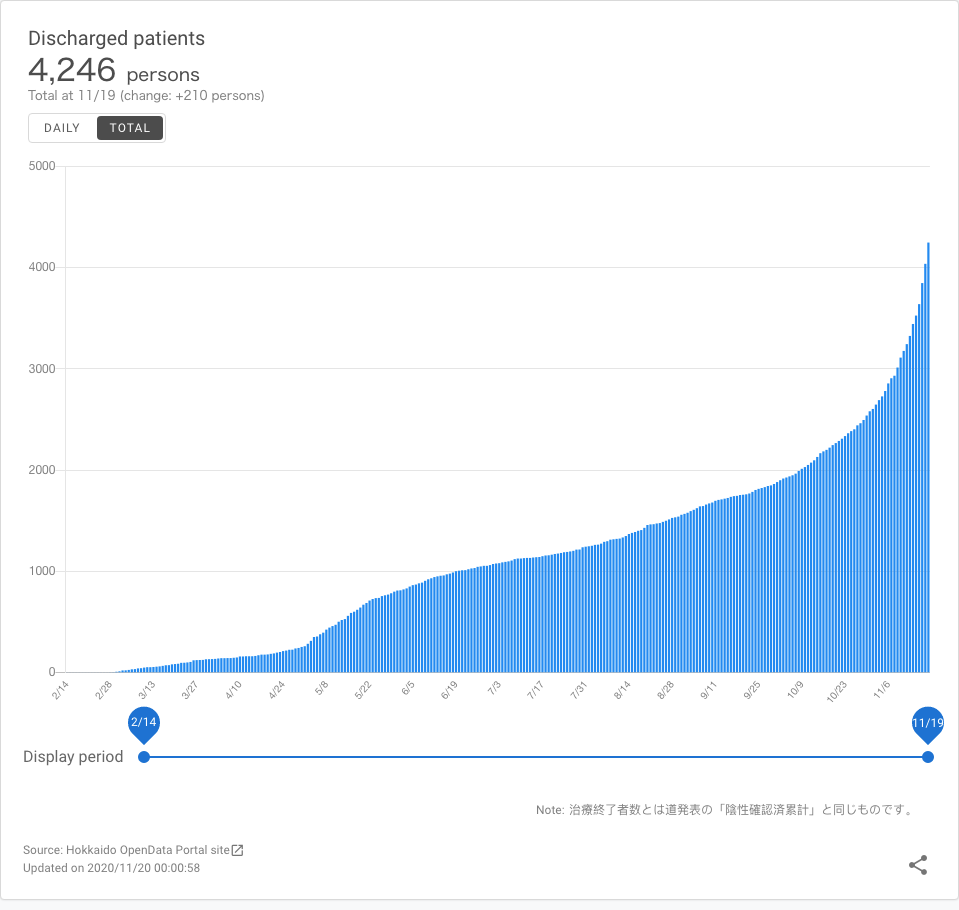 Discharged patients
4,246 persons
Total at 11/19 (change: +210 persons)
DAILY TOTAL
5000
4000
3000
2000
1000
0
2/14 2/28 3/13 3/27 4/10 4/24 5/8 5/22 6/5 6/19 7/3 7/17 7/31 8/14 8/28 9/11 9/25 10/9 10/23 11/6
2/14 11/19
Display period
Note: 治療終了者数とは道発表の「陰性確認済累計」と同じものです。
Source: Hokkaido OpenData Portal site
Updated on 2020/11/20 00:00:58